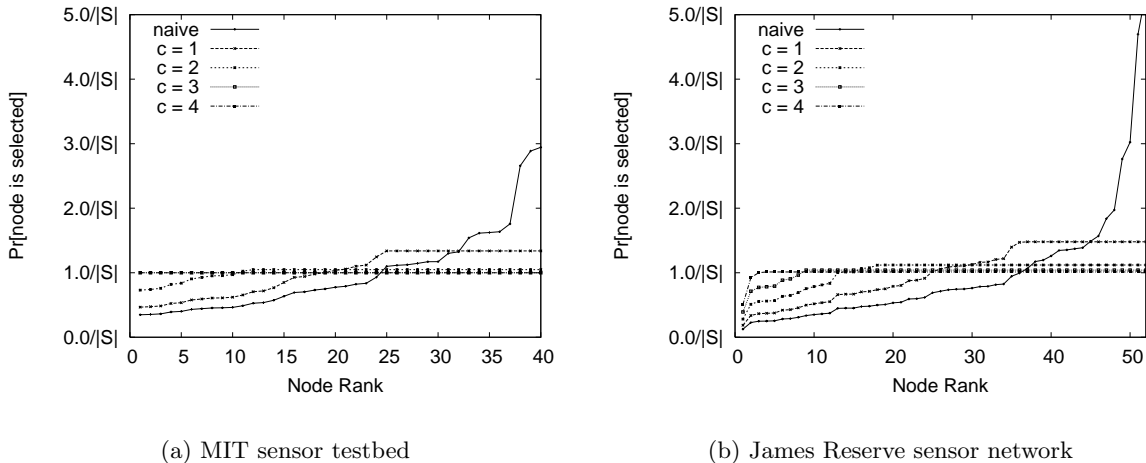 5.0/|S|
4.0/|S|
3.0/|S|
2.0/|S|
1.0/|S|
0.0/|S|
Pr[node is selected]
naive
c = 1
c = 2
c = 3
c = 4
0 5 10 15 20 25 30 35 40
Node Rank
(a) MIT sensor testbed
5.0/|S|
4.0/|S|
3.0/|S|
2.0/|S|
1.0/|S|
0.0/|S|
Pr[node is selected]
naive
c = 1
c = 2
c = 3
c = 4
0 10 20 30 40 50
Node Rank
(b) James Reserve sensor network